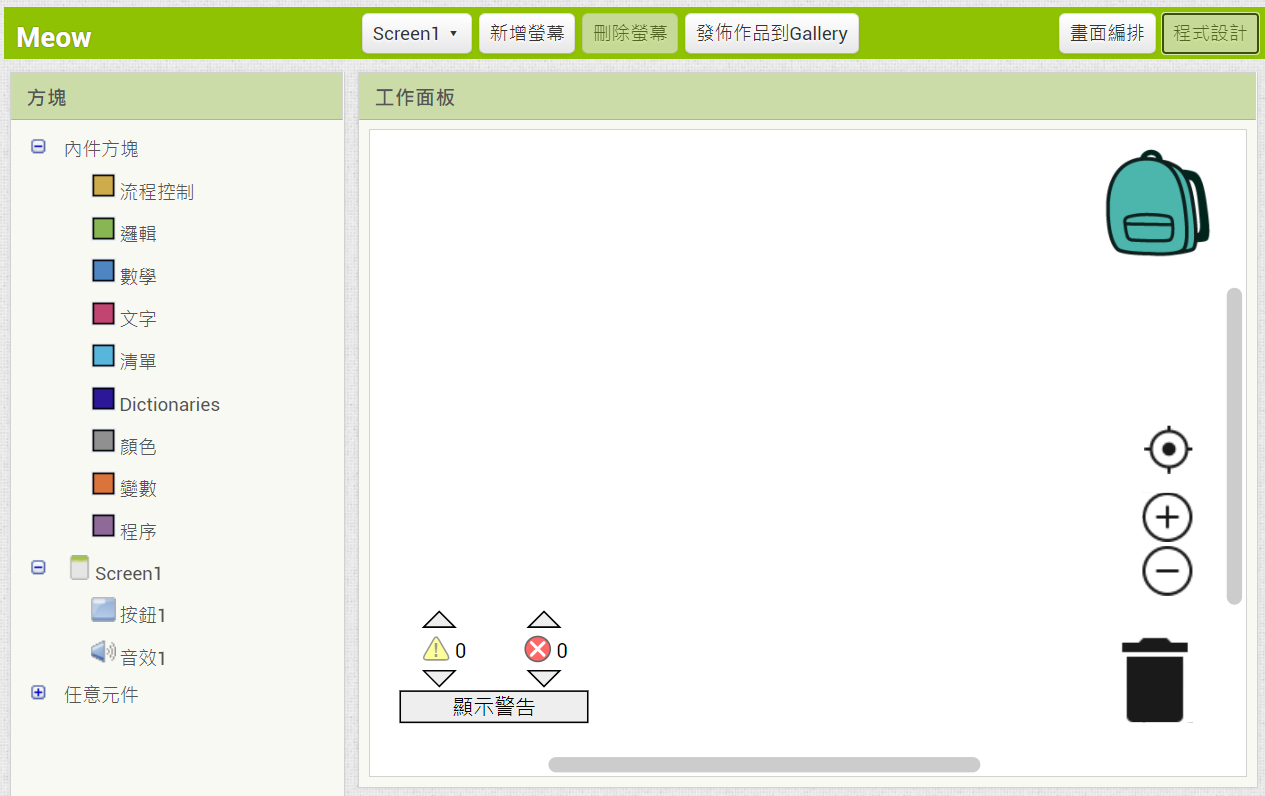 Meow
Screen1 ▾ 新增螢幕 刪除螢幕 發佈作品到Gallery 畫面編排 程式設計
方塊
內件方塊
流程控制
邏輯
數學
文字
清單
Dictionaries
顏色
變數
程序
Screen1
按鈕1
音效1
任意元件
工作面板
0 0
顯示警告